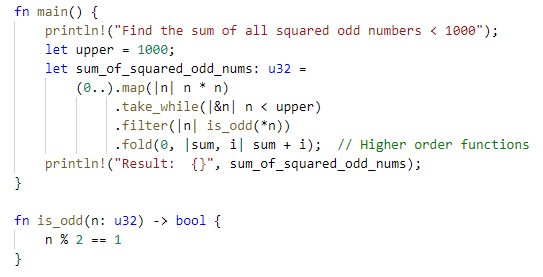 fn main() {
    println!("Find the sum of all squared odd numbers < 1000");
    let upper = 1000;
    let sum_of_squared_odd_nums: u32 =
        (0..).map(|n| n * n)
             .take_while(|&n| n < upper)
             .filter(|n| is_odd(*n))
             .fold(0, |sum, i| sum + i);  // Higher order functions
    println!("Result:  {}", sum_of_squared_odd_nums);
}

fn is_odd(n: u32) -> bool {
    n % 2 == 1
}